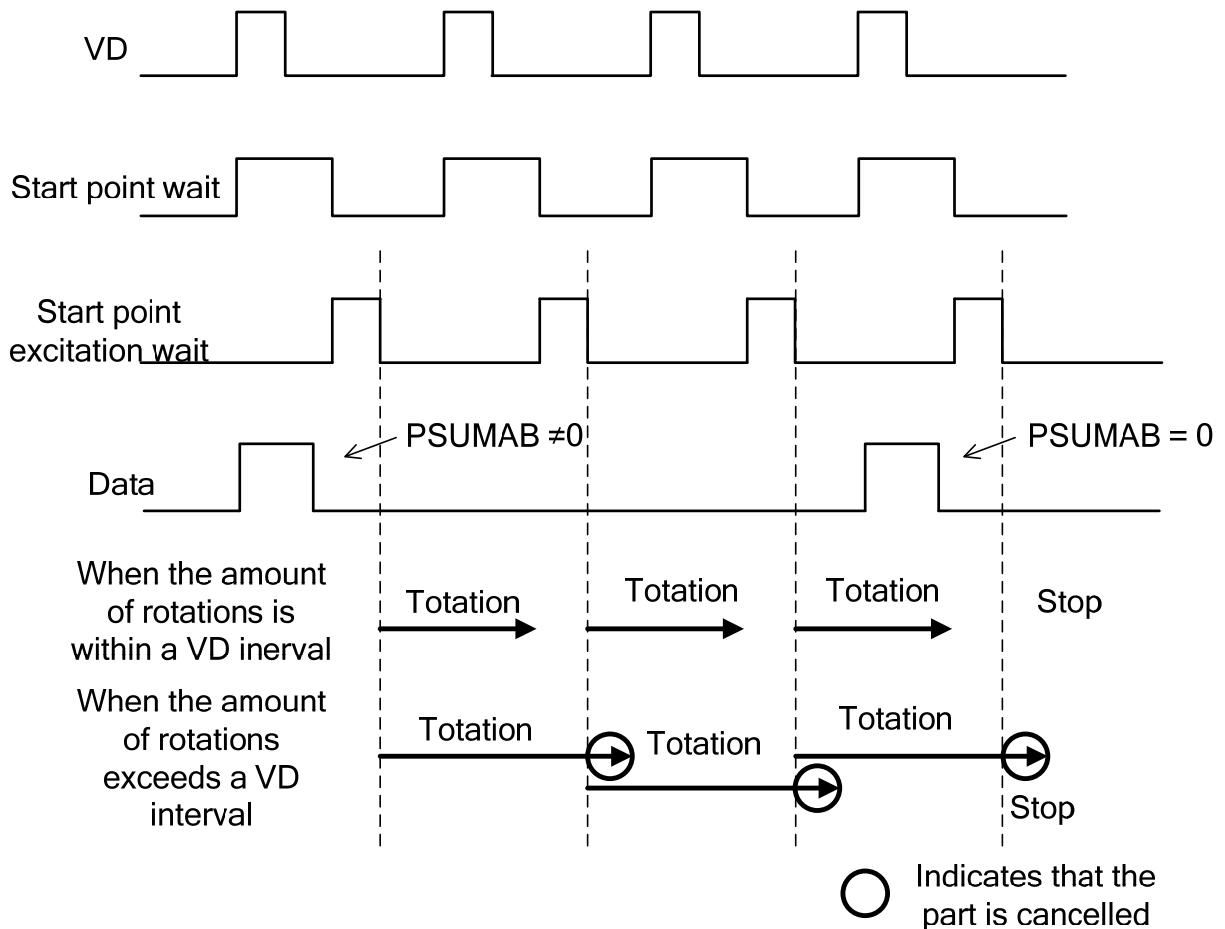 VD
Start point wait
Start point
excitation wait
PSUMAB ≠0
PSUMAB = 0
Data
When the amount
of rotations is
within a VD inerval
Totation
Totation
Totation
Stop
When the amount
of rotations
exceeds a VD
interval
Totation
Totation
Totation
Stop
Indicates that the
part is cancelled